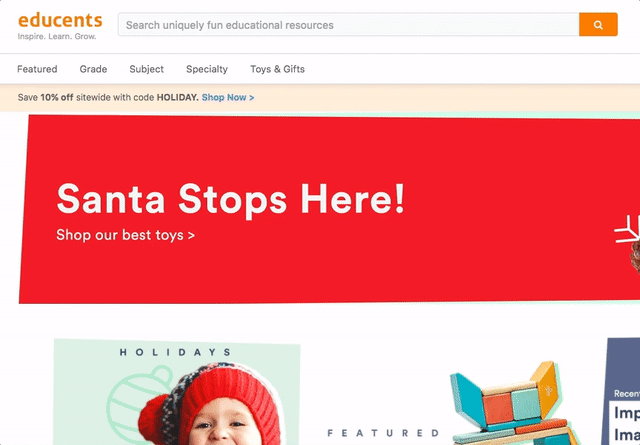 educents
Inspire. Learn. Grow.
Search uniquely fun educational resources
Featured Grade Subject Specialty Toys & Gifts
Save 10% off sitewide with code HOLIDAY. Shop Now >
Santa Stops Here!
Shop our best toys >
HOLIDAYS
FEATURED
Recen
Imp
Ima